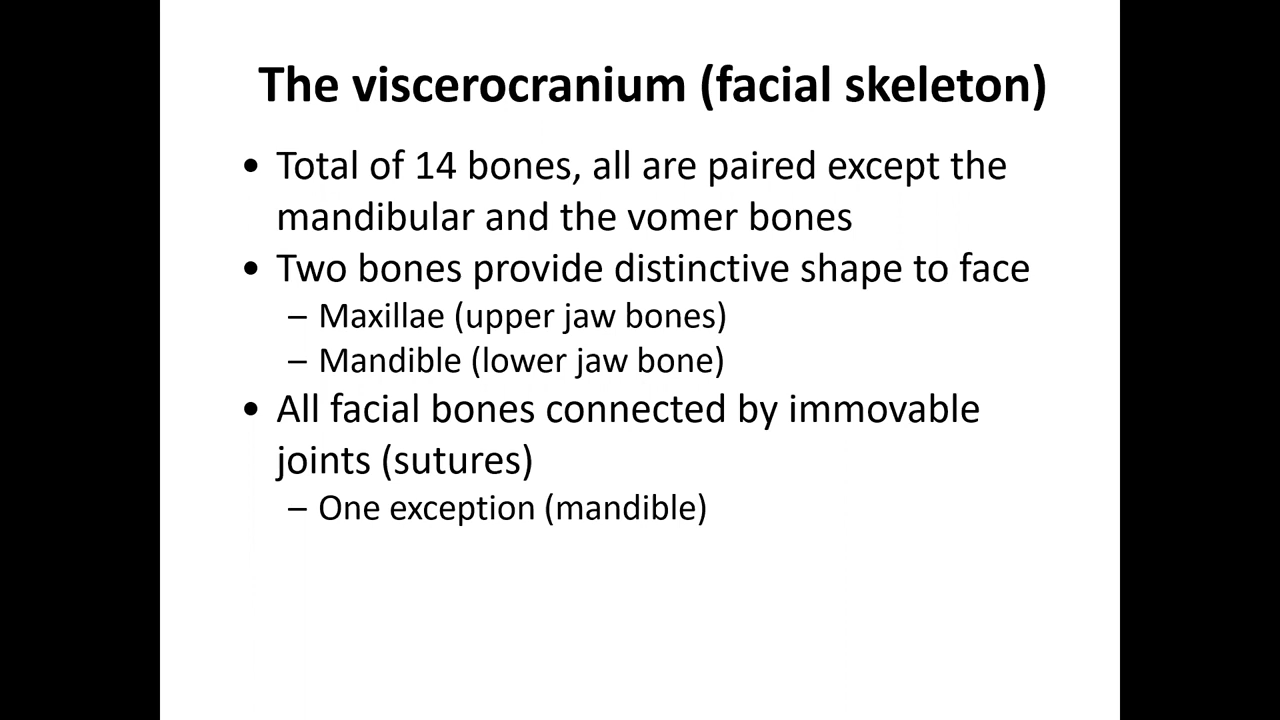 The viscerocranium (facial skeleton)
• Total of 14 bones, all are paired except the
mandibular and the vomer bones
• Two bones provide distinctive shape to face
– Maxillae (upper jaw bones)
– Mandible (lower jaw bone)
• All facial bones connected by immovable
joints (sutures)
– One exception (mandible)